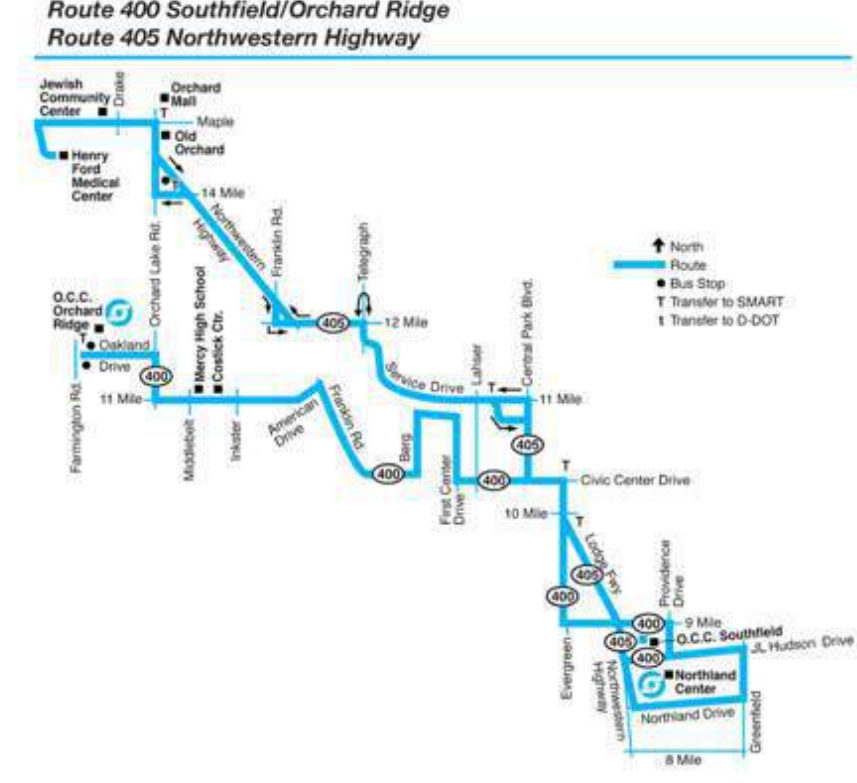 Route 400 Southfield/Orchard Ridge
Route 405 Northwestern Highway
Jewish
Community
Center
Drake
Orchard
Mall
T
Maple
Old
Orchard
Henry
Ford
Medical
Center
T
14 Mile
Northwestern
Highway
Orchard Lake Rd.
Franklin Rd.
Telegraph
North
Route
Bus Stop
T Transfer to SMART
t Transfer to D-DOT
O.C.C.
Orchard
Ridge
T
Oakland
Drive
Mercy High School
Costick Ctr.
405
12 Mile
Central Park Blvd.
Lahser
Service Drive
T
400
11 Mile
11 Mile
Farmington Rd.
Middlebelt
Inkster
American
Drive
Franklin Rd
Berg
400
First Center
Drive
400
405
T
Civic Center Drive
10 Mile
T
Lodge Fwy
405
400
Providence
Drive
400
9 Mile
405
O.C.C. Southfield
400
JL Hudson Drive
Evergreen
Northwestern
Highway
Northland
Center
Northland Drive
Greenfield
8 Mile